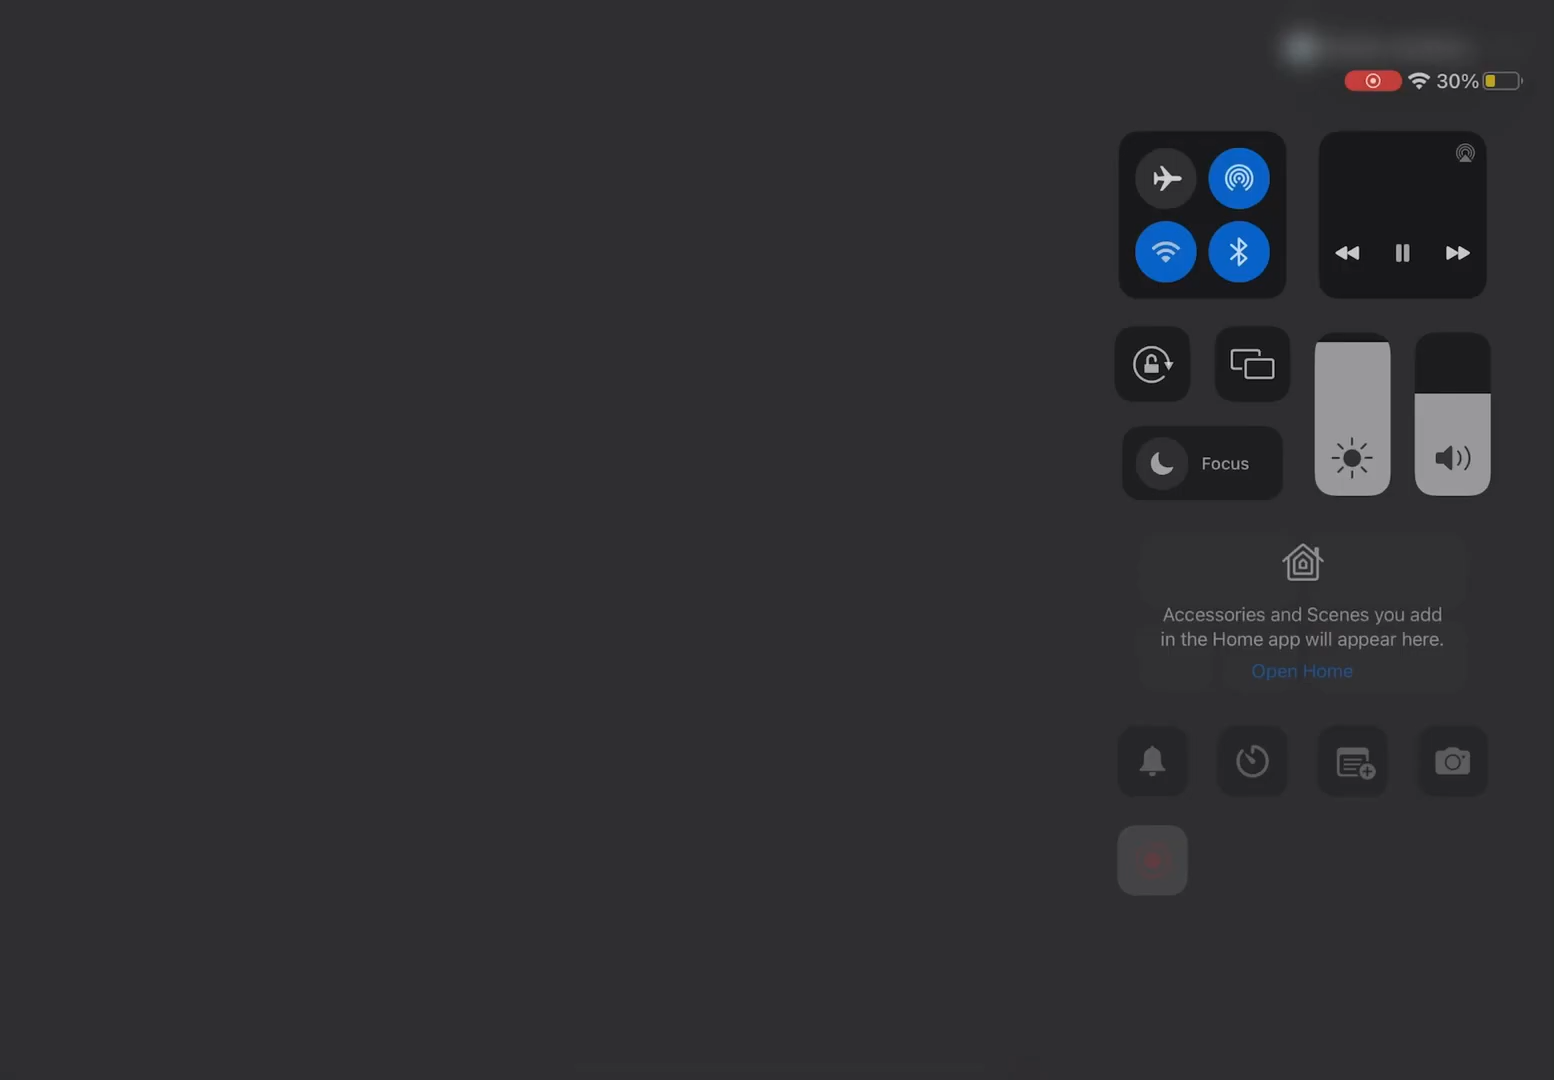 30%
Focus
Accessories and Scenes you add
in the Home app will appear here.
Open Home